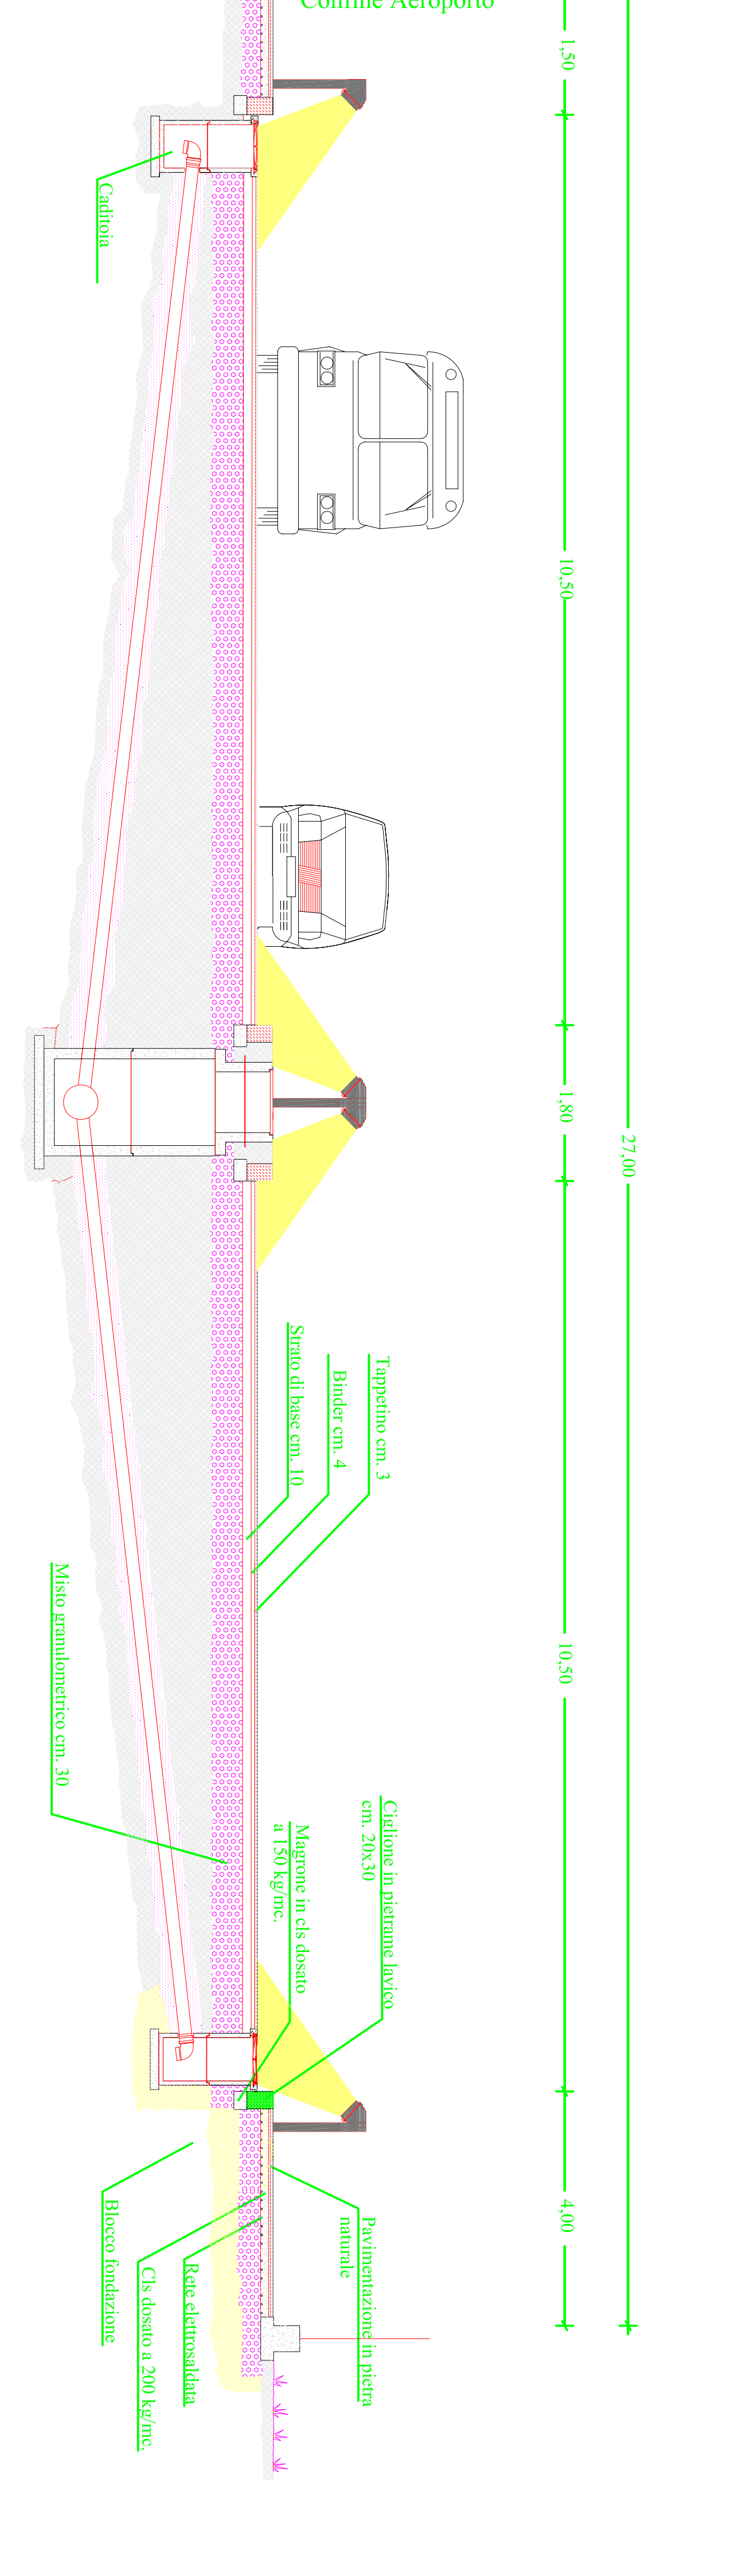 Confine Aeroporto
1,50
10,50
1,80
27,00
10,50
4,00
Caditoia
Tappetino cm. 3
Binder cm. 4
Strato di base cm. 10
Misto granulometrico cm. 30
Ciglione in pietrame lavico
cm. 20x30
Magrone in cls dosato
a 150 kg/mc.
Pavimentazione in pietra
naturale
Rete elettrosaldata
Cls dosato a 200 kg/mc.
Blocco fondazione